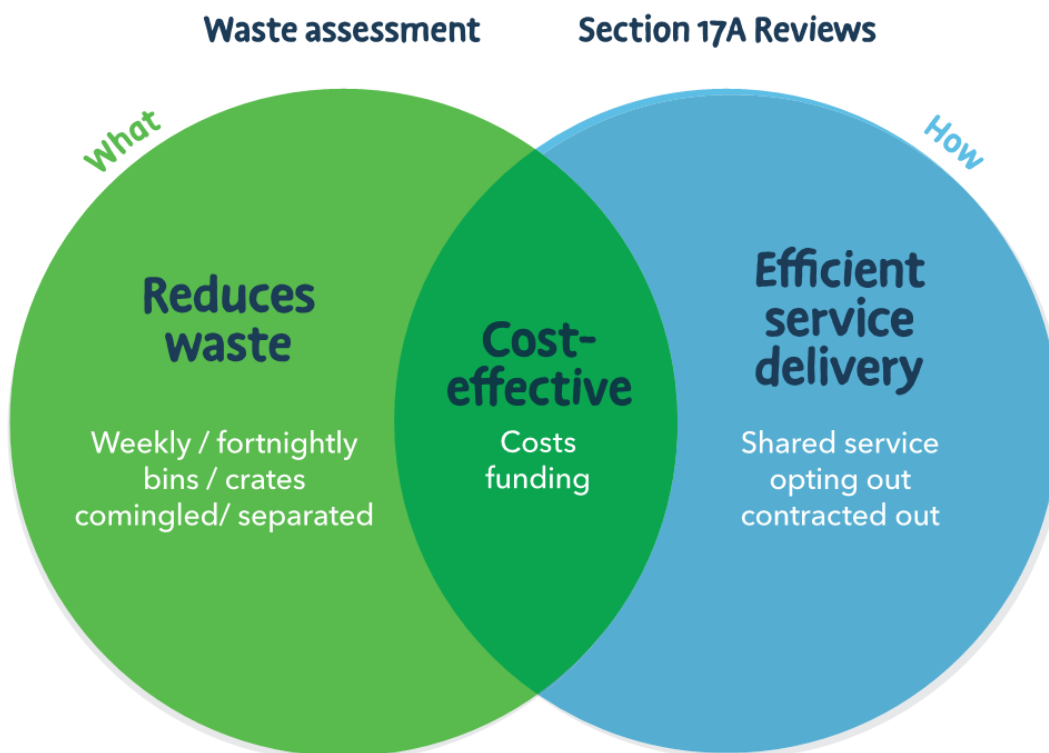 Waste assessment
Section 17A Reviews
What
How
Reduces
waste
Weekly / fortnightly
bins / crates
comingled/ separated
Cost-
effective
Costs
funding
Efficient
service
delivery
Shared service
opting out
contracted out